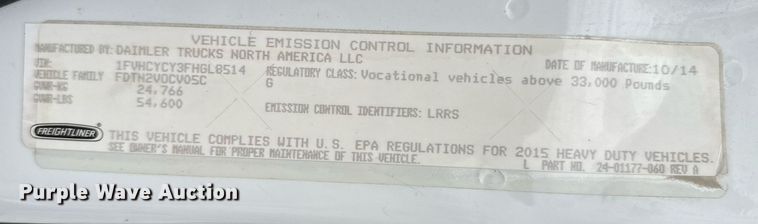 VEHICLE EMISSION CONTROL INFORMATION
MANUFACTURED BY: DAIMLER TRUCKS NORTH AMERICA LLC DATE OF MANUFACTURE: 10/14
VIN: 1FVHCYCY3FHGL8514 REGULATORY CLASS: Vocational vehicles above 33,000 Pounds
VEHICLE FAMILY FDTN2VOCV05C G
GVWR-KG 24,766
GVWR-LBS 54,600 EMISSION CONTROL IDENTIFIERS: LRRS
FREIGHTLINER
THIS VEHICLE COMPLIES WITH U.S. EPA REGULATIONS FOR 2015 HEAVY DUTY VEHICLES.
SEE OWNER'S MANUAL FOR PROPER MAINTENANCE OF THIS VEHICLE.
L PART NO. 24-01177-060 REV A
Purple Wave Auction